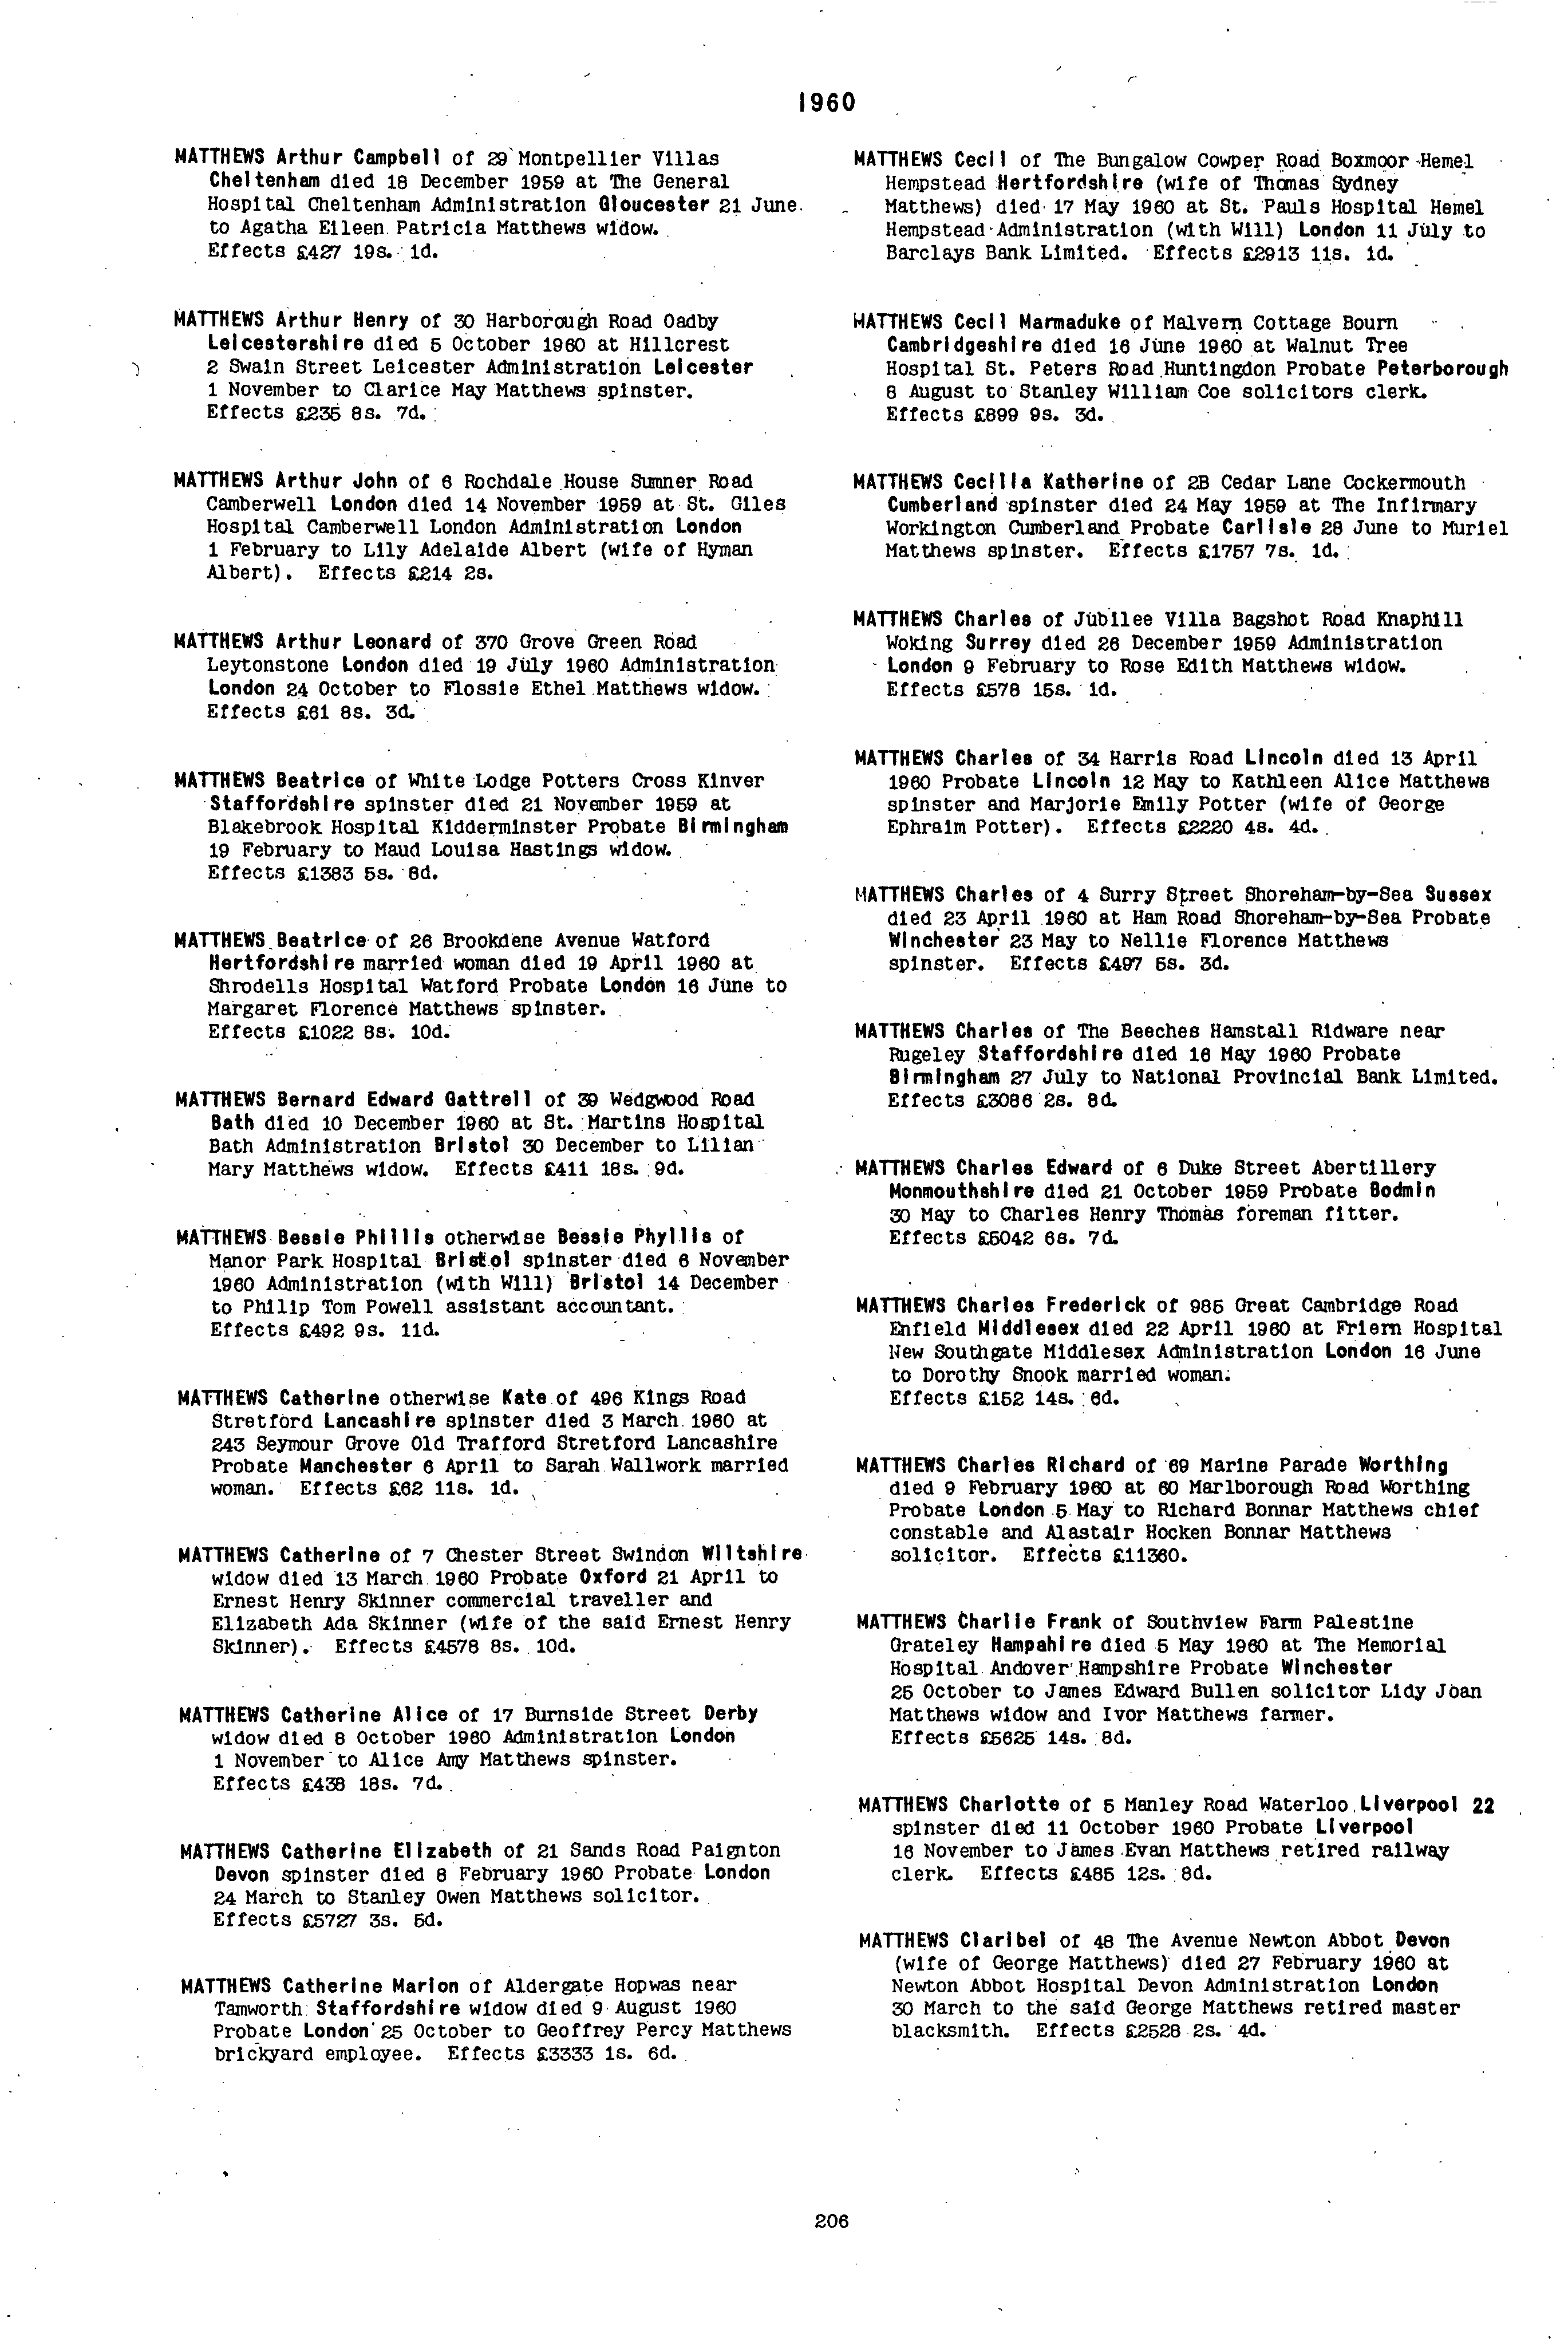 1960
MATTHEWS Arthur Campbell of 29 Montpellier Villas
Cheltenham died 18 December 1959 at The General
Hospital Cheltenham Administration Gloucester 21 June
to Agatha Eileen Patricia Matthews widow.
Effects £427 19s. 1d.
MATTHEWS Arthur Henry of 30 Harborough Road Oadby
Leicestershire died 5 October 1960 at Hillcrest
2 Swain Street Leicester Administration Leicester
1 November to Clarice May Matthews spinster.
Effects £235 8s. 7d.
MATTHEWS Arthur John of 6 Rochdale House Sumner Road
Camberwell London died 14 November 1959 at St. Giles
Hospital Camberwell London Administration London
1 February to Lily Adelaide Albert (wife of Hyman
Albert). Effects £214 2s.
MATTHEWS Arthur Leonard of 370 Grove Green Road
Leytonstone London died 19 July 1960 Administration
London 24 October to Flossie Ethel Matthews widow.
Effects £61 8s. 3d.
MATTHEWS Beatrice of White Lodge Potters Cross Kinver
Staffordshire spinster died 21 November 1959 at
Blakebrook Hospital Kidderminster Probate Birmingham
19 February to Maud Louisa Hastings widow.
Effects £1383 5s. 8d.
MATTHEWS Beatrice of 26 Brookdene Avenue Watford
Hertfordshire married woman died 19 April 1960 at
Shrodells Hospital Watford Probate London 16 June to
Margaret Florence Matthews spinster.
Effects £1022 8s. 10d.
MATTHEWS Bernard Edward Gattrell of 39 Wedgwood Road
Bath died 10 December 1960 at St. Martins Hospital
Bath Administration Bristol 30 December to Lilian
Mary Matthews widow. Effects £411 18s. 9d.
MATTHEWS Bessie Phillis otherwise Bessie Phyllis of
Manor Park Hospital Bristol spinster died 6 November
1960 Administration (with Will) Bristol 14 December
to Philip Tom Powell assistant accountant.
Effects £492 9s. 11d.
MATTHEWS Catherine otherwise Kate of 496 Kings Road
Stretford Lancashire spinster died 3 March 1960 at
243 Seymour Grove Old Trafford Stretford Lancashire
Probate Manchester 6 April to Sarah Wallwork married
woman. Effects £62 11s. 1d.
MATTHEWS Catherine of 7 Chester Street Swindon Wiltshire
widow died 13 March 1960 Probate Oxford 21 April to
Ernest Henry Skinner commercial traveller and
Elizabeth Ada Skinner (wife of the said Ernest Henry
Skinner). Effects £4578 8s. 10d.
MATTHEWS Catherine Alice of 17 Burnside Street Derby
widow died 8 October 1960 Administration London
1 November to Alice Amy Matthews spinster.
Effects £438 18s. 7d.
MATTHEWS Catherine Elizabeth of 21 Sands Road Paignton
Devon spinster died 8 February 1960 Probate London
24 March to Stanley Owen Matthews solicitor.
Effects £5727 3s. 5d.
MATTHEWS Catherine Marion of Aldergate Hopwas near
Tamworth Staffordshire widow died 9 August 1960
Probate London 25 October to Geoffrey Percy Matthews
brickyard employee. Effects £3333 1s. 6d.
MATTHEWS Cecil of The Bungalow Cowper Road Boxmoor Hemel
Hempstead Hertfordshire (wife of Thomas Sydney
Matthews) died 17 May 1960 at St. Pauls Hospital Hemel
Hempstead Administration (with Will) London 11 July to
Barclays Bank Limited. Effects £2913 11s. 1d.
MATTHEWS Cecil Marmaduke of Malvern Cottage Bourn
Cambridgeshire died 16 June 1960 at Walnut Tree
Hospital St. Peters Road Huntingdon Probate Peterborough
8 August to Stanley William Coe solicitors clerk.
Effects £899 9s. 3d.
MATTHEWS Cecilia Katherine of 2B Cedar Lane Cockermouth
Cumberland spinster died 24 May 1959 at The Infirmary
Workington Cumberland Probate Carlisle 28 June to Muriel
Matthews spinster. Effects £1757 7s. 1d.
MATTHEWS Charles of Jubilee Villa Bagshot Road Knaphill
Woking Surrey died 26 December 1959 Administration
London 9 February to Rose Edith Matthews widow.
Effects £578 15s. 1d.
MATTHEWS Charles of 34 Harris Road Lincoln died 13 April
1960 Probate Lincoln 12 May to Kathleen Alice Matthews
spinster and Marjorie Emily Potter (wife of George
Ephraim Potter). Effects £2220 4s. 4d.
MATTHEWS Charles of 4 Surry Street Shoreham-by-Sea Sussex
died 23 April 1960 at Ham Road Shoreham-by-Sea Probate
Winchester 23 May to Nellie Florence Matthews
spinster. Effects £497 5s. 3d.
MATTHEWS Charles of The Beeches Hamstall Ridware near
Rugeley Staffordshire died 16 May 1960 Probate
Birmingham 27 July to National Provincial Bank Limited.
Effects £3086 2s. 8d.
MATTHEWS Charles Edward of 6 Duke Street Abertillery
Monmouthshire died 21 October 1959 Probate Bodmin
30 May to Charles Henry Thomas foreman fitter.
Effects £5042 6s. 7d.
MATTHEWS Charles Frederick of 985 Great Cambridge Road
Enfield Middlesex died 22 April 1960 at Friern Hospital
New Southgate Middlesex Administration London 16 June
to Dorothy Snook married woman.
Effects £152 14s. 6d.
MATTHEWS Charles Richard of 69 Marine Parade Worthing
died 9 February 1960 at 60 Marlborough Road Worthing
Probate London 5 May to Richard Bonnar Matthews chief
constable and Alastair Hocken Bonnar Matthews
solicitor. Effects £11360.
MATTHEWS Charlie Frank of Southview Farm Palestine
Grateley Hampahire died 5 May 1960 at The Memorial
Hospital Andover Hampshire Probate Winchester
25 October to James Edward Bullen solicitor Lidy Joan
Matthews widow and Ivor Matthews farmer.
Effects £5625 14s. 8d.
MATTHEWS Charlotte of 5 Manley Road Waterloo Liverpool 22
spinster died 11 October 1960 Probate Liverpool
16 November to James Evan Matthews retired railway
clerk. Effects £485 12s. 8d.
MATTHEWS Claribel of 48 The Avenue Newton Abbot Devon
(wife of George Matthews) died 27 February 1960 at
Newton Abbot Hospital Devon Administration London
30 March to the said George Matthews retired master
blacksmith. Effects £2528 2s. 4d.
206